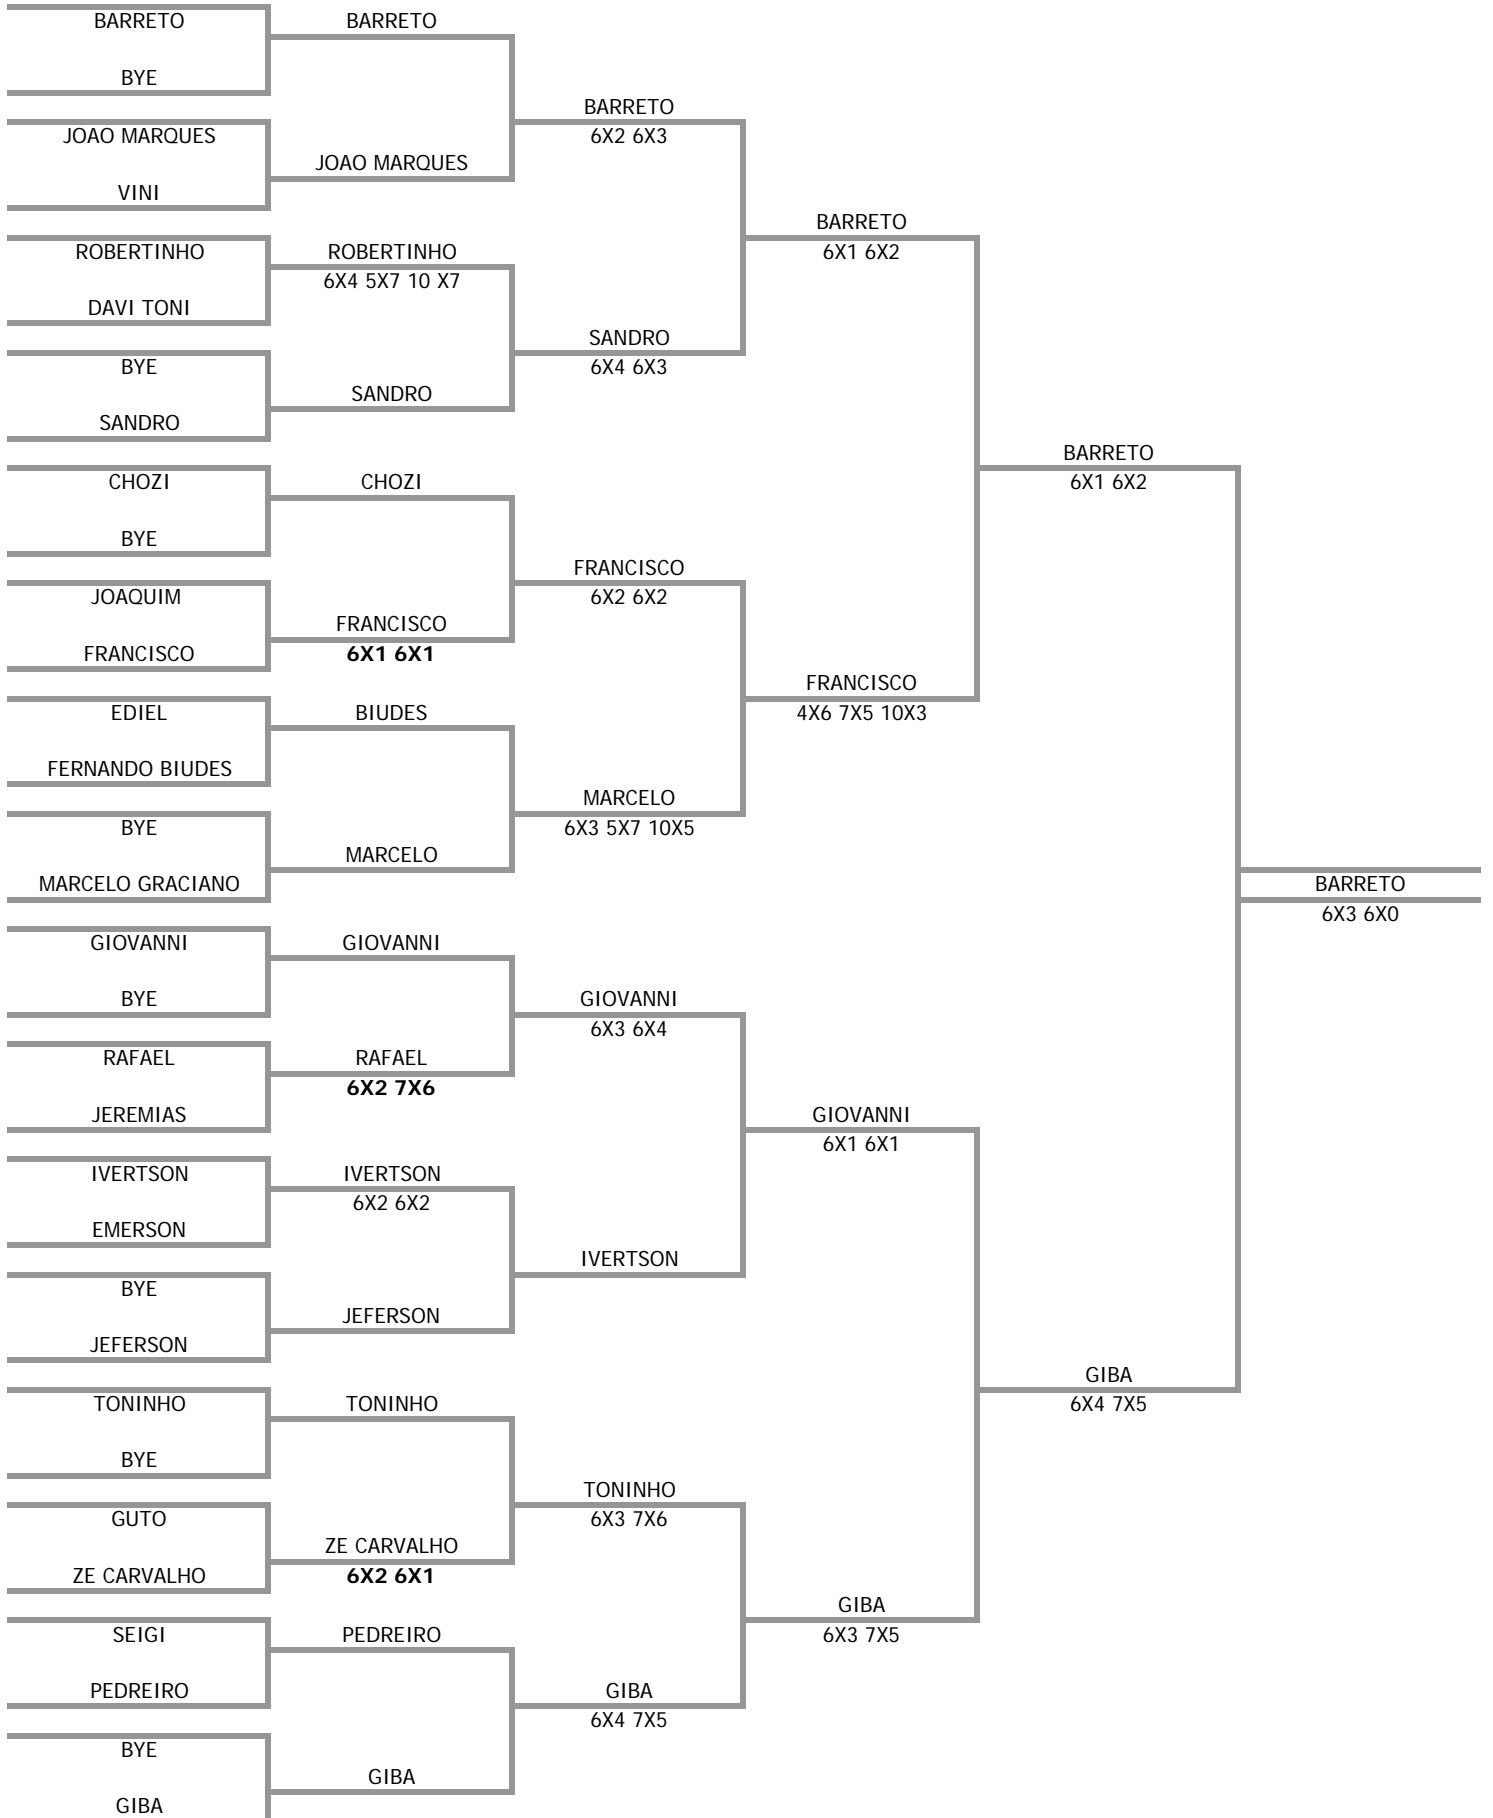 BARRETO
BYE
JOAO MARQUES
VINI
ROBERTINHO
DAVI TONI
BYE
SANDRO
CHOZI
BYE
JOAQUIM
FRANCISCO
EDIEL
FERNANDO BIUDES
BYE
MARCELO GRACIANO
GIOVANNI
BYE
RAFAEL
JEREMIAS
IVERTSON
EMERSON
BYE
JEFERSON
TONINHO
BYE
GUTO
ZE CARVALHO
SEIGI
PEDREIRO
BYE
GIBA
BARRETO
JOAO MARQUES
ROBERTINHO
6X4 5X7 10 X7
SANDRO
CHOZI
FRANCISCO
6X1 6X1
BIUDES
MARCELO
GIOVANNI
RAFAEL
6X2 7X6
IVERTSON
6X2 6X2
JEFERSON
TONINHO
ZE CARVALHO
6X2 6X1
PEDREIRO
GIBA
BARRETO
6X2 6X3
SANDRO
6X4 6X3
FRANCISCO
6X2 6X2
MARCELO
6X3 5X7 10X5
GIOVANNI
6X3 6X4
IVERTSON
TONINHO
6X3 7X6
GIBA
6X4 7X5
BARRETO
6X1 6X2
FRANCISCO
4X6 7X5 10X3
GIOVANNI
6X1 6X1
GIBA
6X3 7X5
BARRETO
6X1 6X2
GIBA
6X4 7X5
BARRETO
6X3 6X0